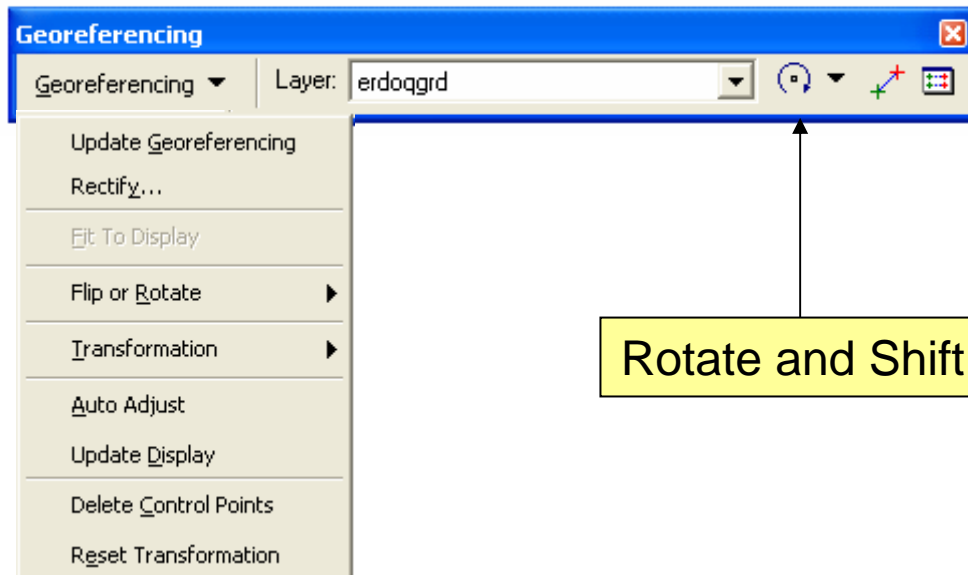 Georeferencing
Georeferencing Layer: erdoqgrd
Update Georeferencing
Rectify...
Fit To Display
Flip or Rotate
Transformation
Rotate and Shift
Auto Adjust
Update Display
Delete Control Points
Reset Transformation